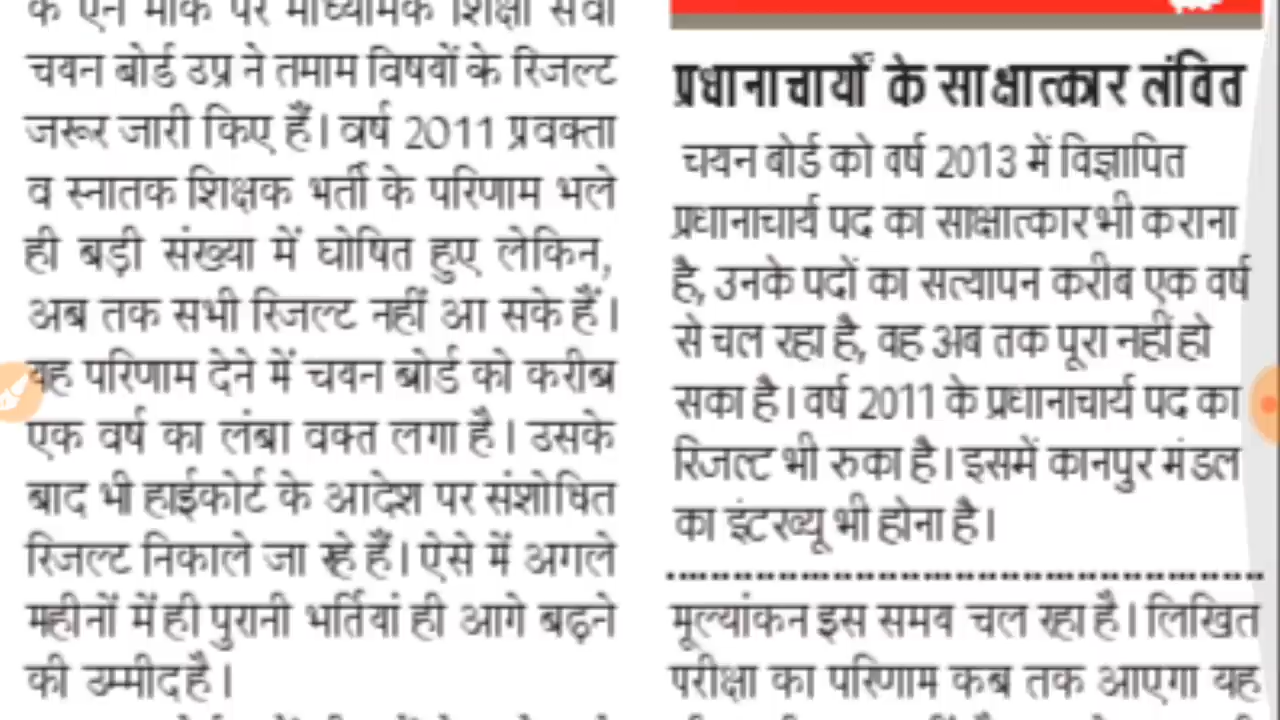 के ऐन मौके पर माध्यमिक शिक्षा सेवा
चयन बोर्ड उप्र ने तमाम विषयों के रिजल्ट
जरूर जारी किए हैं। वर्ष 2011 प्रवक्ता
व स्नातक शिक्षक भर्ती के परिणाम भले
ही बड़ी संख्या में घोषित हुए लेकिन,
अब तक सभी रिजल्ट नहीं आ सके हैं।
यह परिणाम देने में चयन बोर्ड को करीब
एक वर्ष का लंबा वक्त लगा है। उसके
बाद भी हाईकोर्ट के आदेश पर संशोधित
रिजल्ट निकाले जा रहे हैं। ऐसे में अगले
महीनों में ही पुरानी भर्तियां ही आगे बढ़ने
की उम्मीद है।
प्रधानाचार्यों के साक्षात्कार लंवित
चयन बोर्ड को वर्ष 2013 में विज्ञापित
प्रधानाचार्य पद का साक्षात्कार भी कराना
है, उनके पदों का सत्यापन करीब एक वर्ष
से चल रहा है, वह अब तक पूरा नहीं हो
सका है। वर्ष 2011 के प्रधानाचार्य पद का
रिजल्ट भी रुका है। इसमें कानपुर मंडल
का इंटरव्यू भी होना है।
मूल्यांकन इस समय चल रहा है। लिखित
परीक्षा का परिणाम कब तक आएगा यह